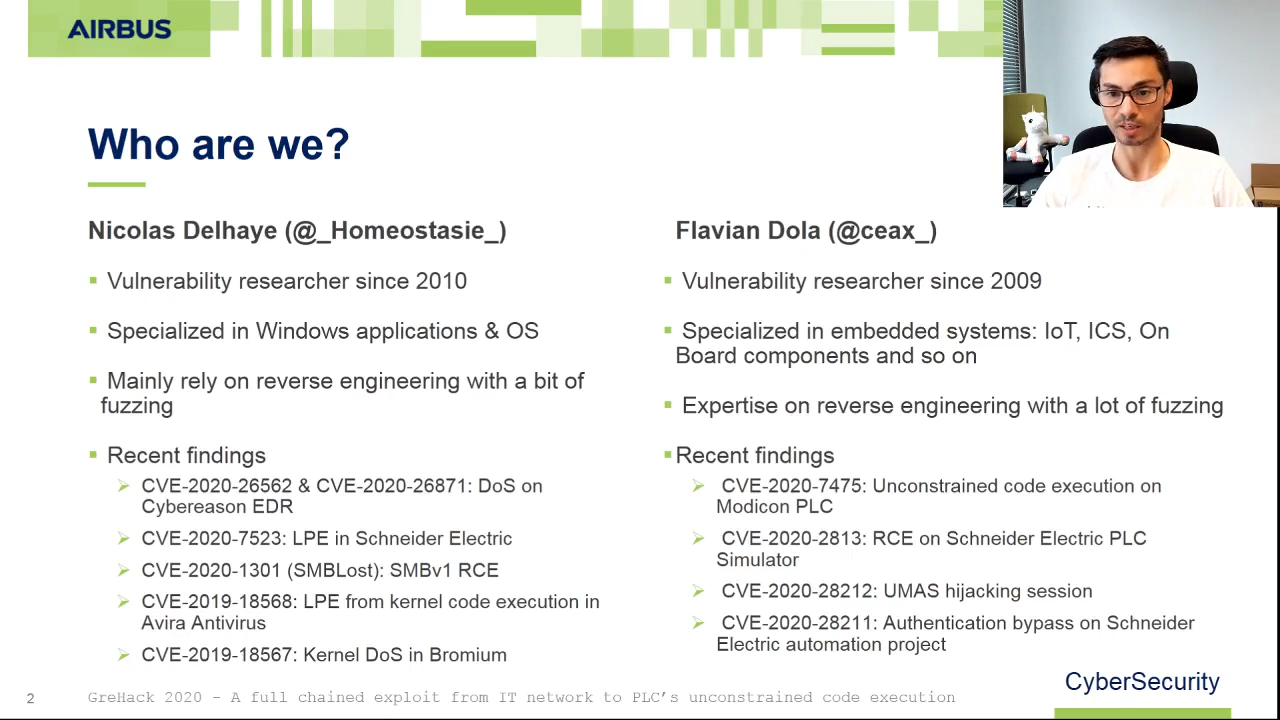 AIRBUS
Who are we?
Nicolas Delhaye (@_Homeostasie_)
Vulnerability researcher since 2010
Specialized in Windows applications & OS
Mainly rely on reverse engineering with a bit of
fuzzing
Recent findings
CVE-2020-26562 & CVE-2020-26871: DoS on
Cybereason EDR
CVE-2020-7523: LPE in Schneider Electric
CVE-2020-1301 (SMBLost): SMBv1 RCE
CVE-2019-18568: LPE from kernel code execution in
Avira Antivirus
CVE-2019-18567: Kernel DoS in Bromium
Flavian Dola (@ceax_)
Vulnerability researcher since 2009
Specialized in embedded systems: IoT, ICS, On
Board components and so on
Expertise on reverse engineering with a lot of fuzzing
Recent findings
CVE-2020-7475: Unconstrained code execution on
Modicon PLC
CVE-2020-2813: RCE on Schneider Electric PLC
Simulator
CVE-2020-28212: UMAS hijacking session
CVE-2020-28211: Authentication bypass on Schneider
Electric automation project
2
GreHack 2020 - A full chained exploit from IT network to PLC's unconstrained code execution
CyberSecurity